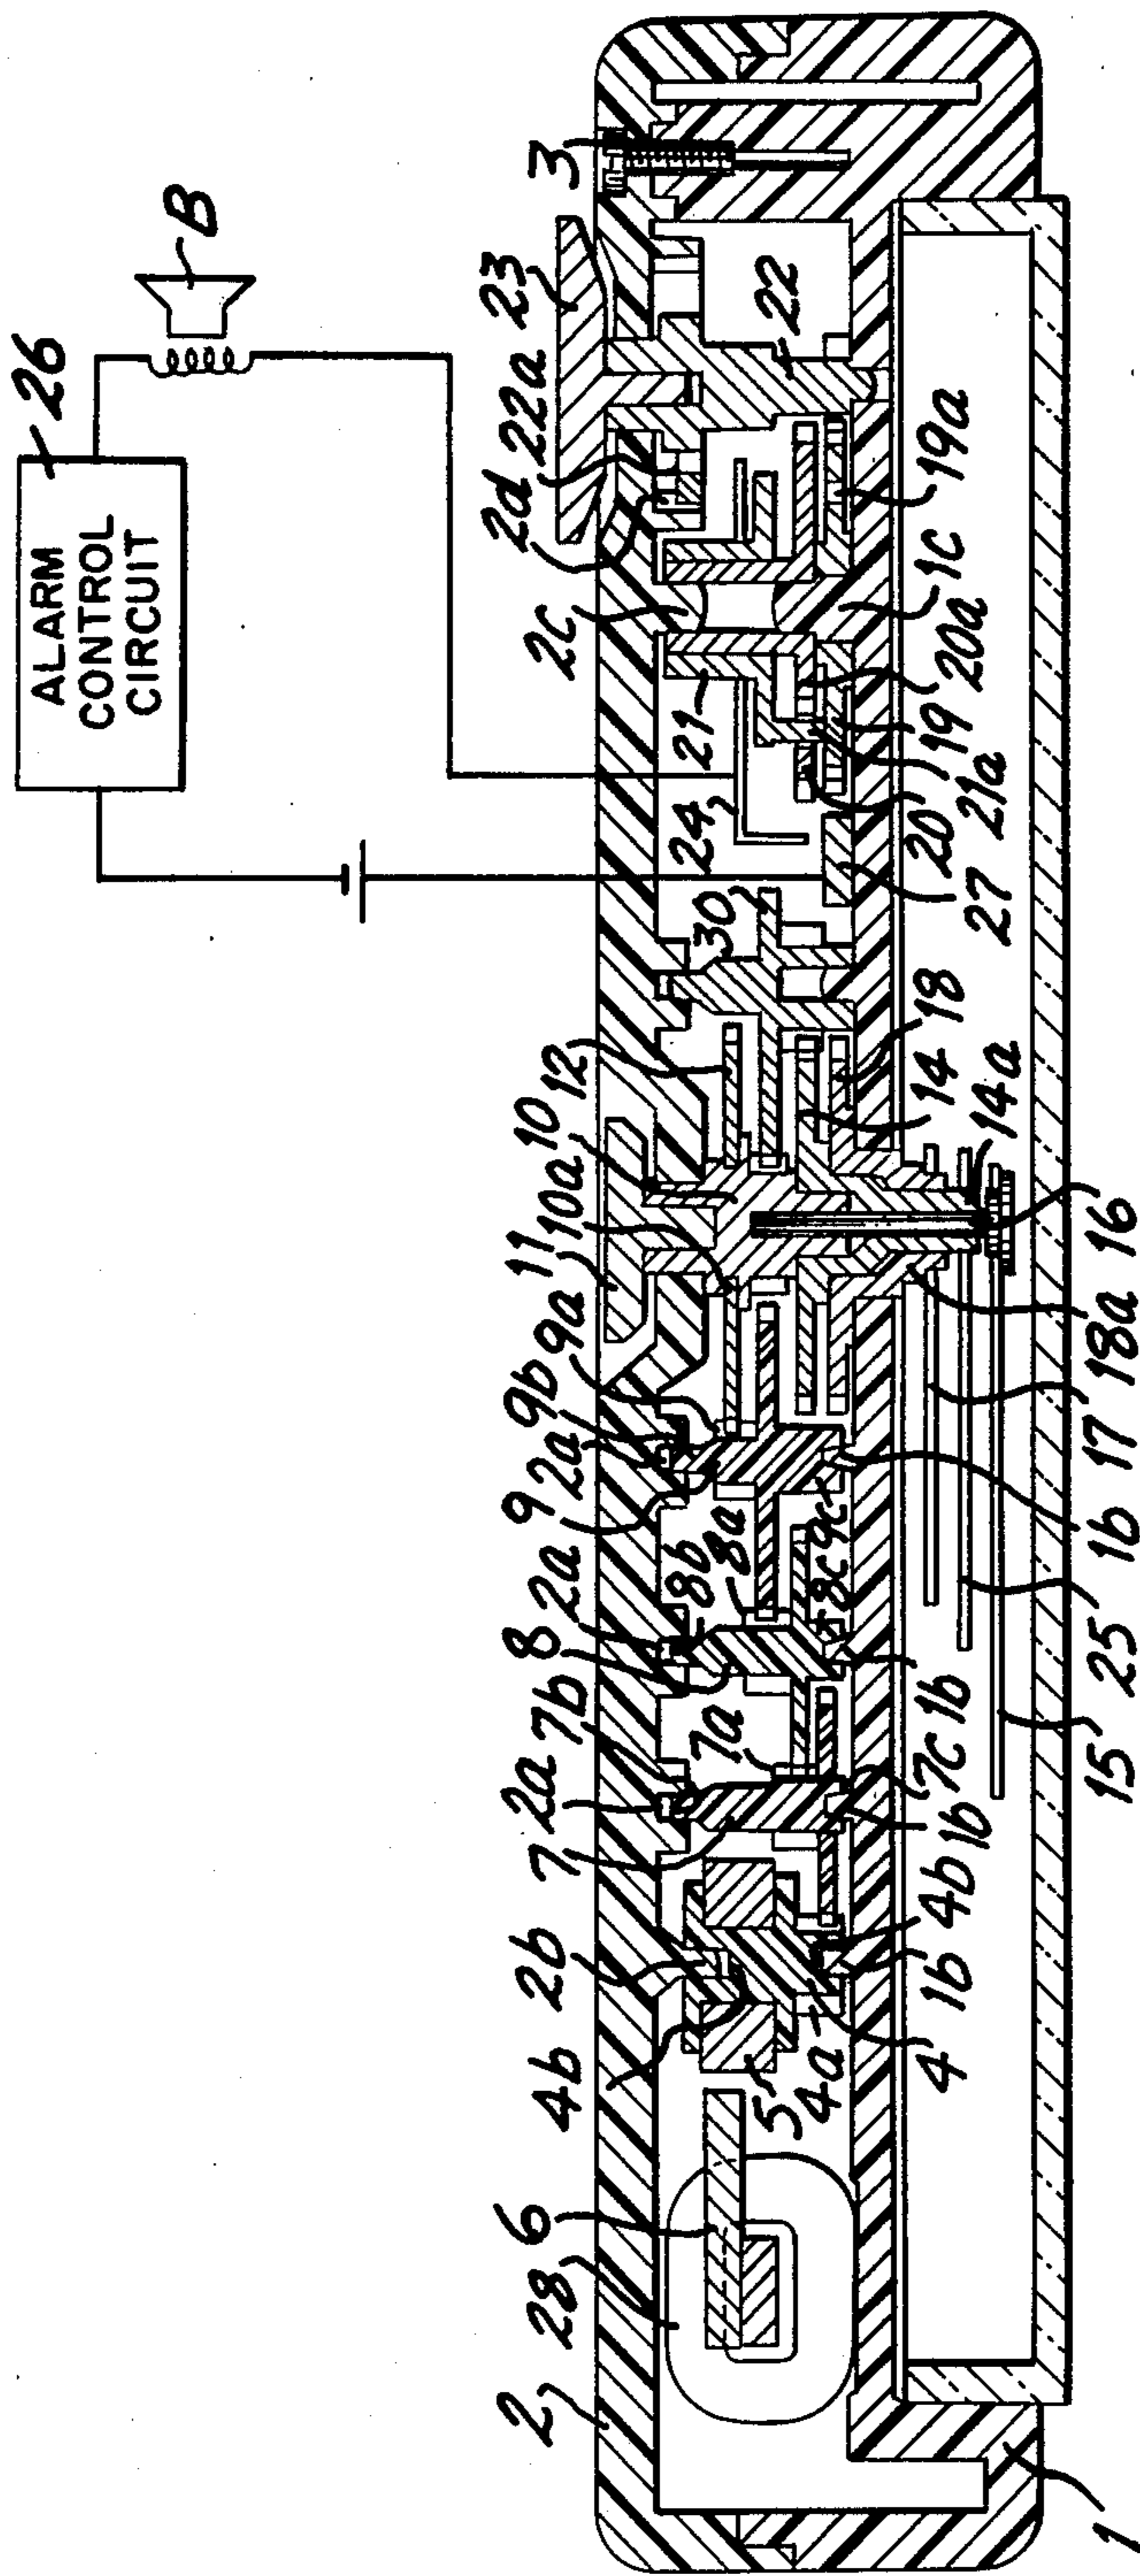 ALARM
CONTROL
CIRCUIT
26
B
3
23
22a
2d
2c
22
19a
1c
20a
19
21a
20
27
21
24
30
12
10
10a
11
9a
9b
2a
9
2a
8b
8
7b
2a
7
2b
4b
6
28
2
18
14
14a
16
18a
17
1b
25
15
9c
8a
8c
1b
7a
7c
1b
4b
1b
4
4a
5
1